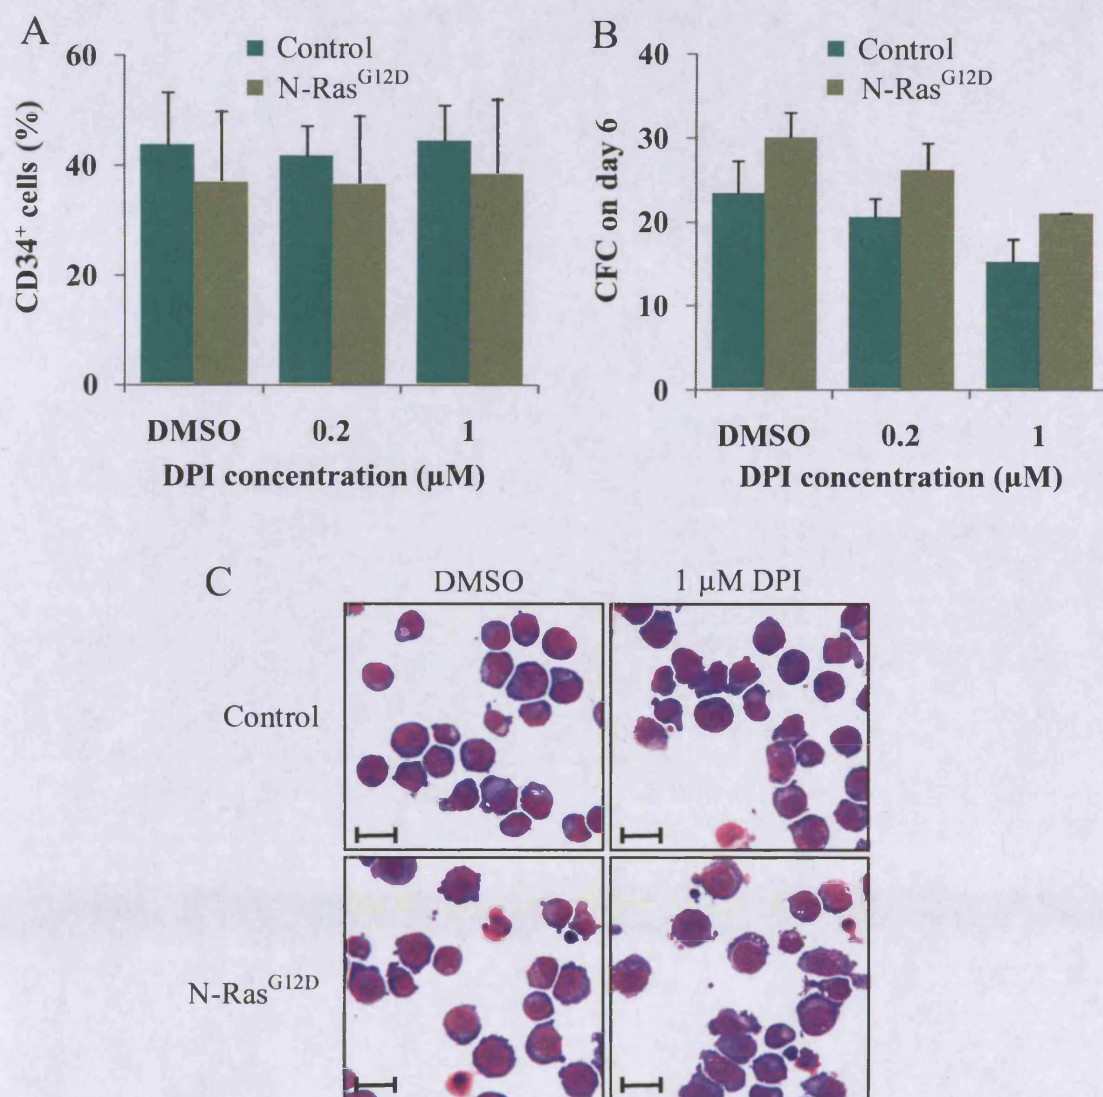 A
Control
N-Ras^G12D
CD34⁺ cells (%)
60
40
20
0
DMSO 0.2 1
DPI concentration (µM)
B
Control
N-Ras^G12D
CFC on day 6
40
30
20
10
0
DMSO 0.2 1
DPI concentration (µM)
C
DMSO 1 µM DPI
Control
N-Ras^G12D